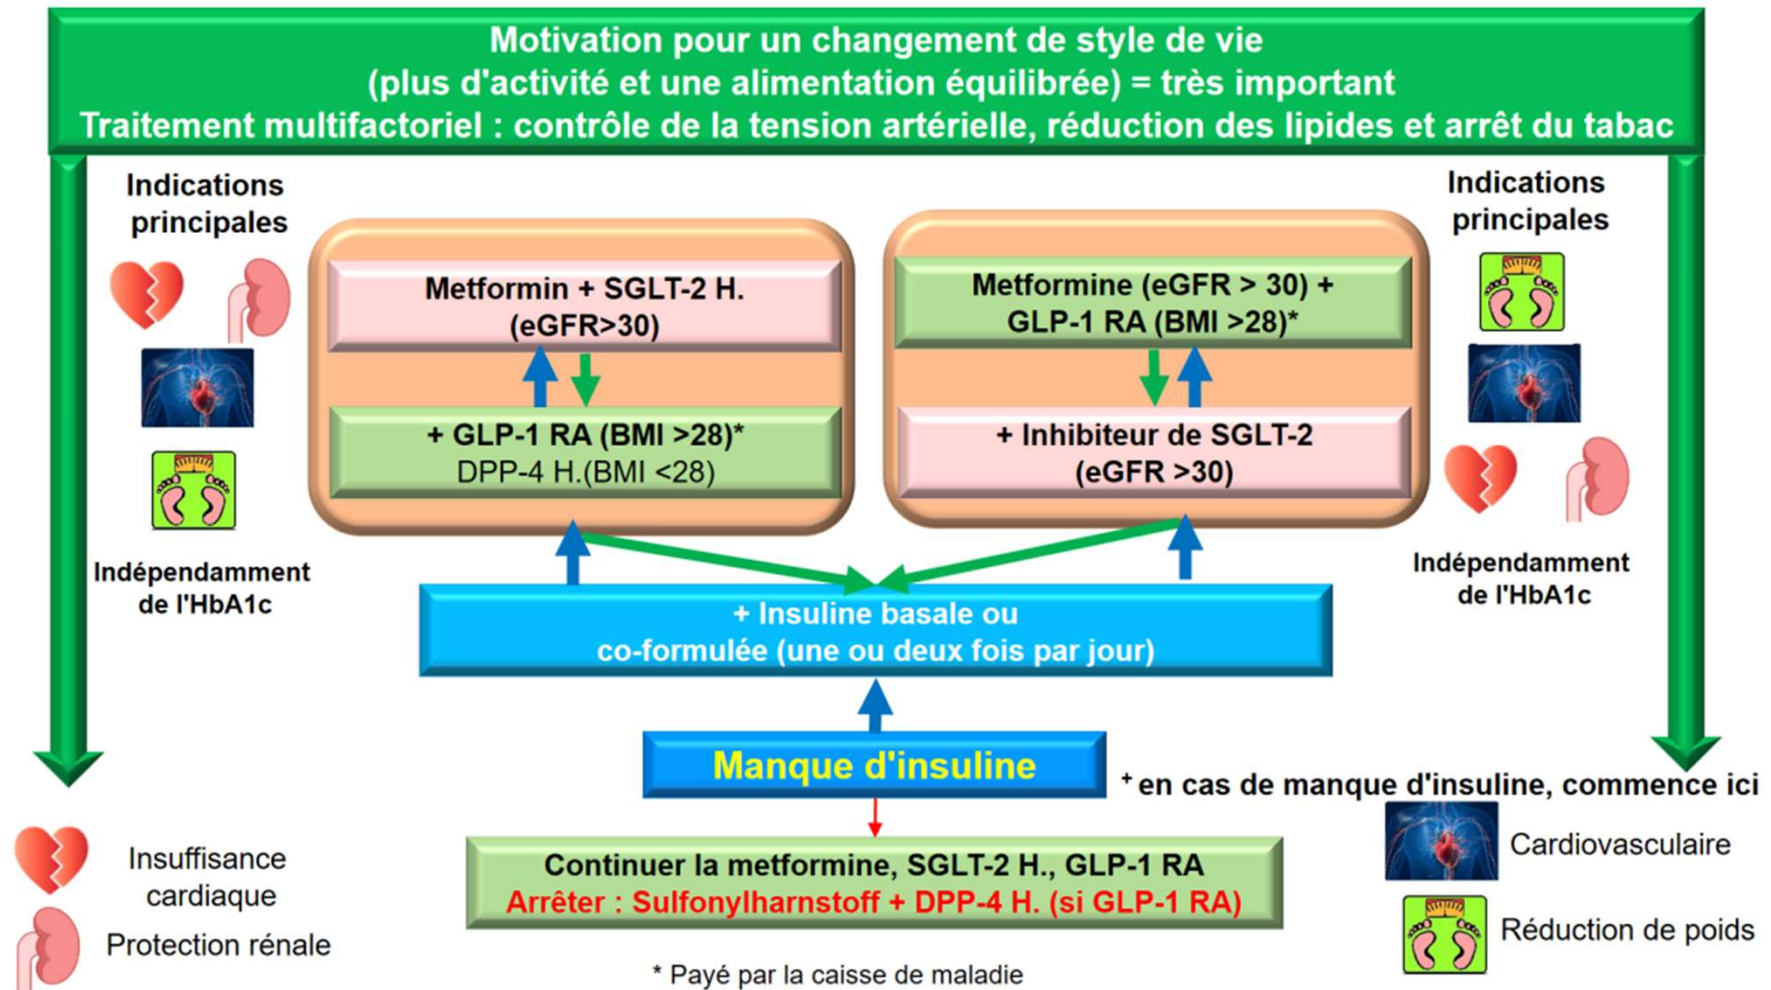 Motivation pour un changement de style de vie
(plus d'activité et une alimentation équilibrée) = très important
Traitement multifactoriel : contrôle de la tension artérielle, réduction des lipides et arrêt du tabac
Indications
principales
Metformin + SGLT-2 H.
(eGFR>30)
+ GLP-1 RA (BMI >28)*
DPP-4 H.(BMI <28)
Indépendamment
de l'HbA1c
Metformine (eGFR > 30) +
GLP-1 RA (BMI >28)*
+ Inhibiteur de SGLT-2
(eGFR >30)
Indications
principales
Indépendamment
de l'HbA1c
+ Insuline basale ou
co-formulée (une ou deux fois par jour)
Manque d'insuline
+ en cas de manque d'insuline, commence ici
Continuer la metformine, SGLT-2 H., GLP-1 RA
Arrêter : Sulfonylharnstoff + DPP-4 H. (si GLP-1 RA)
Insuffisance
cardiaque
Protection rénale
Cardiovasculaire
Réduction de poids
* Payé par la caisse de maladie